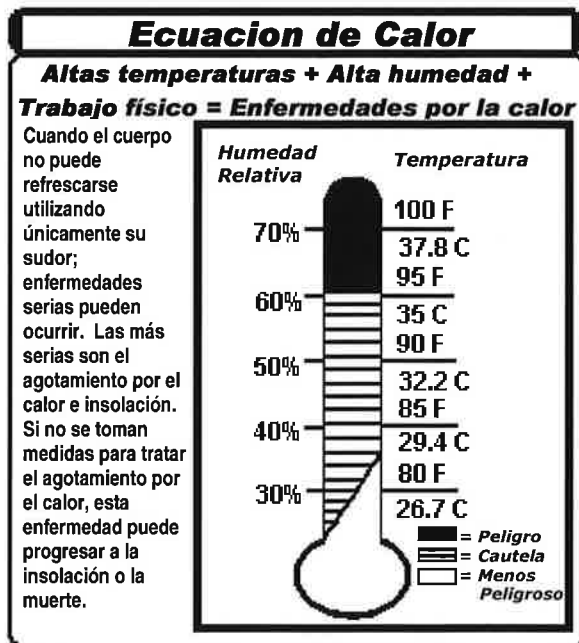 Ecuacion de Calor
Altas temperaturas + Alta humedad +
Trabajo físico = Enfermedades por la calor
Cuando el cuerpo
no puede
refrescarse
utilizando
únicamente su
sudor;
enfermedades
serias pueden
ocurrir. Las más
serias son el
agotamiento por el
calor e insolación.
Si no se toman
medidas para tratar
el agotamiento por
el calor, esta
enfermedad puede
progresar a la
insolación o la
muerte.
Humedad
Relativa
Temperatura
100 F
70%
37.8 C
95 F
60%
35 C
90 F
50%
32.2 C
85 F
40%
29.4 C
80 F
30%
26.7 C
= Peligro
= Cautela
= Menos
Peligroso